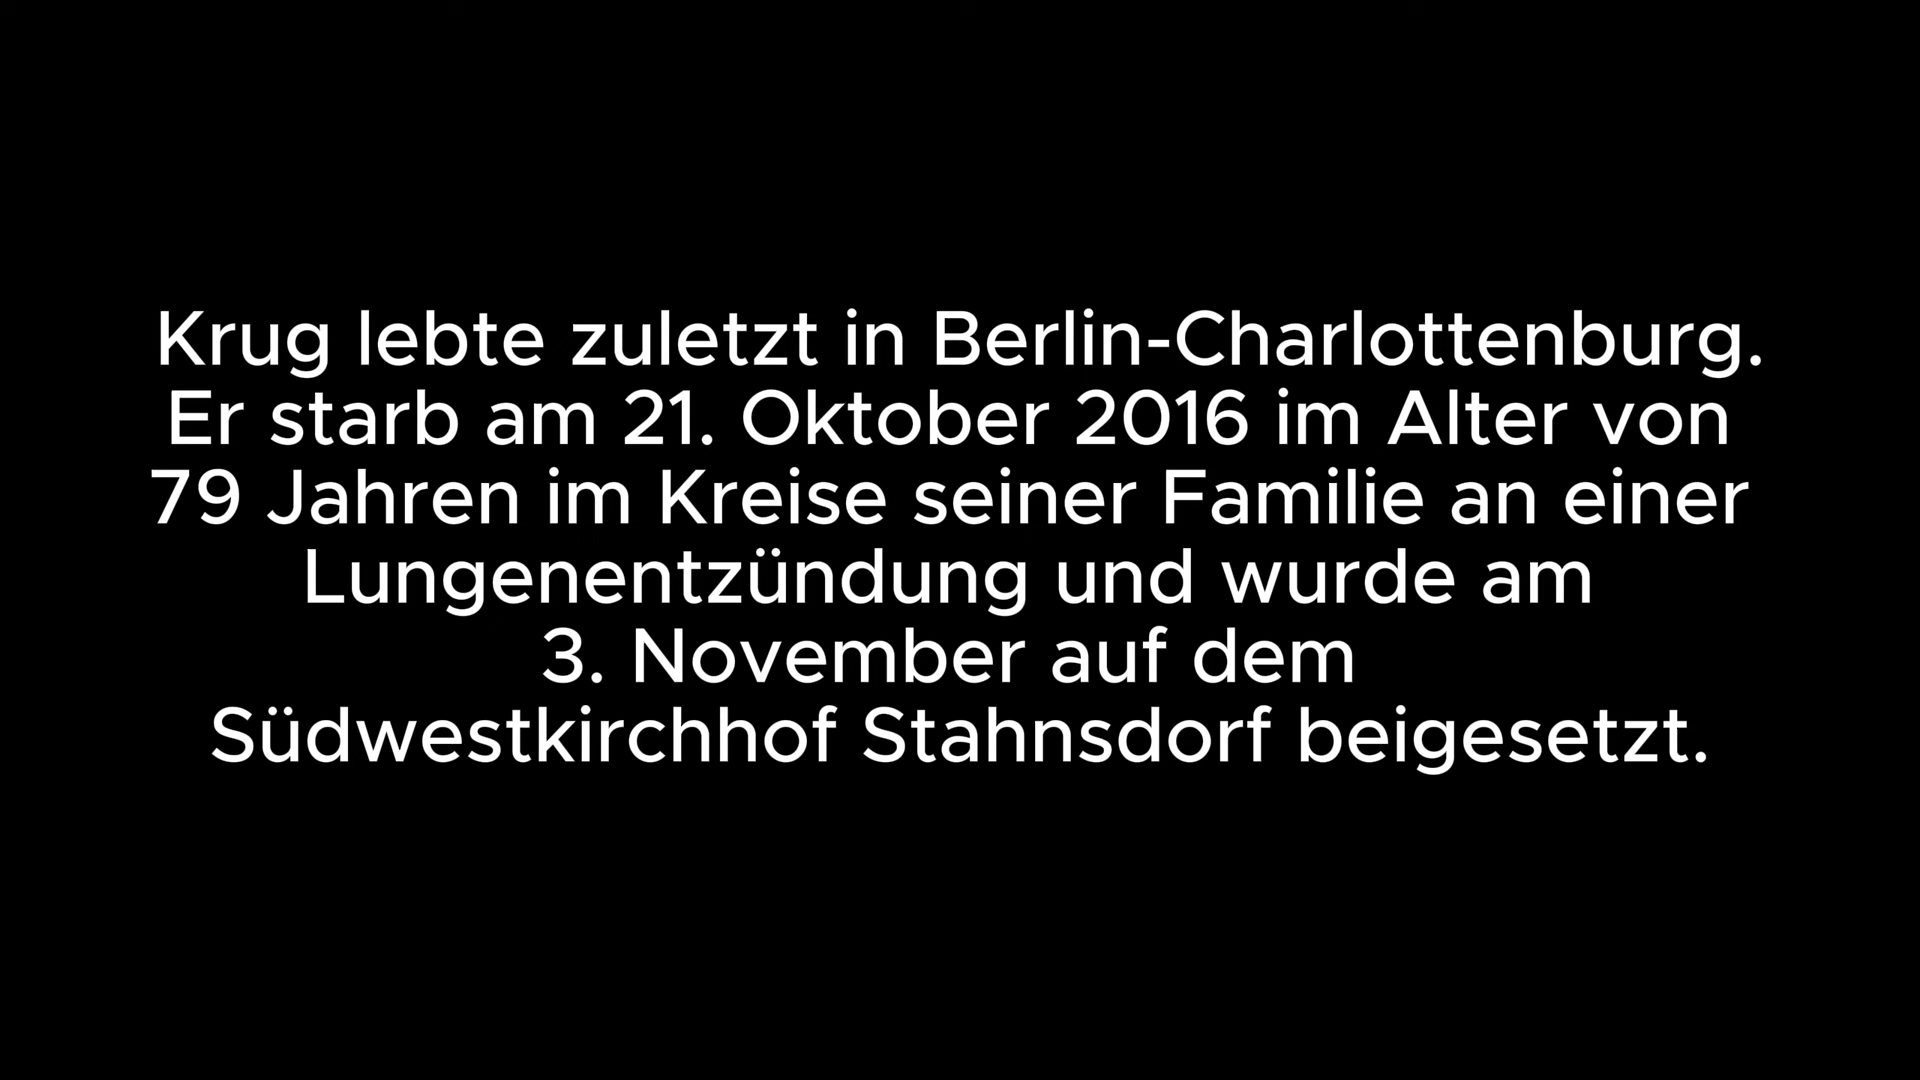 Krug lebte zuletzt in Berlin-Charlottenburg.
Er starb am 21. Oktober 2016 im Alter von
79 Jahren im Kreise seiner Familie an einer
Lungenentzündung und wurde am
3. November auf dem
Südwestkirchhof Stahnsdorf beigesetzt.